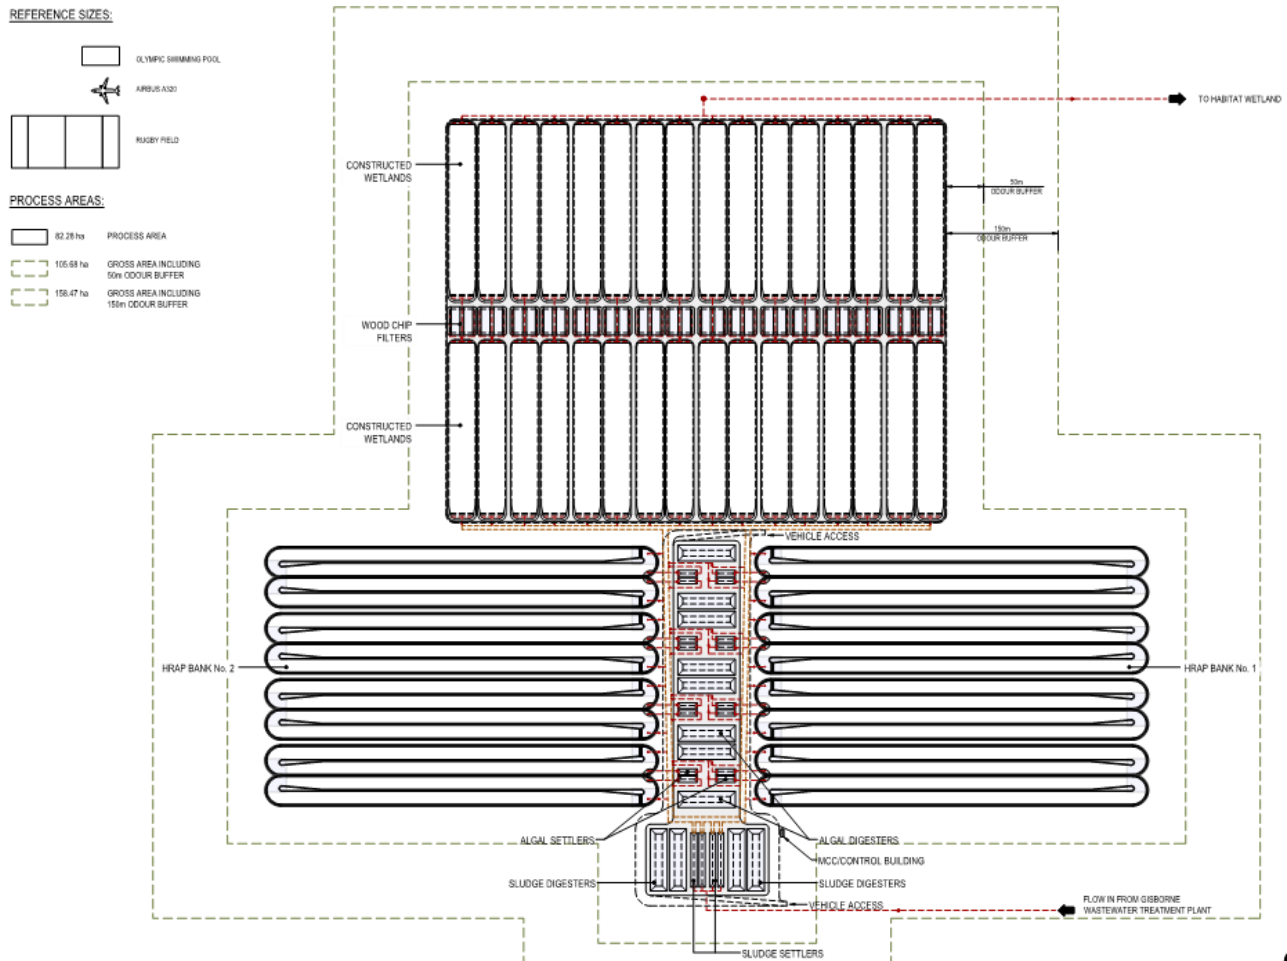 REFERENCE SIZES:
OLYMPIC SWIMMING POOL
AIRBUS A320
RUGBY FIELD
PROCESS AREAS:
82.28 ha PROCESS AREA
105.68 ha GROSS AREA INCLUDING
50m ODOUR BUFFER
158.47 ha GROSS AREA INCLUDING
150m ODOUR BUFFER
TO HABITAT WETLAND
CONSTRUCTED
WETLANDS
50m
ODOUR BUFFER
150m
ODOUR BUFFER
WOOD CHIP
FILTERS
CONSTRUCTED
WETLANDS
VEHICLE ACCESS
HRAP BANK No. 2
HRAP BANK No. 1
ALGAL SETTLERS
ALGAL DIGESTERS
MCC/CONTROL BUILDING
SLUDGE DIGESTERS
SLUDGE DIGESTERS
VEHICLE ACCESS
FLOW IN FROM GISBORNE
WASTEWATER TREATMENT PLANT
SLUDGE SETTLERS